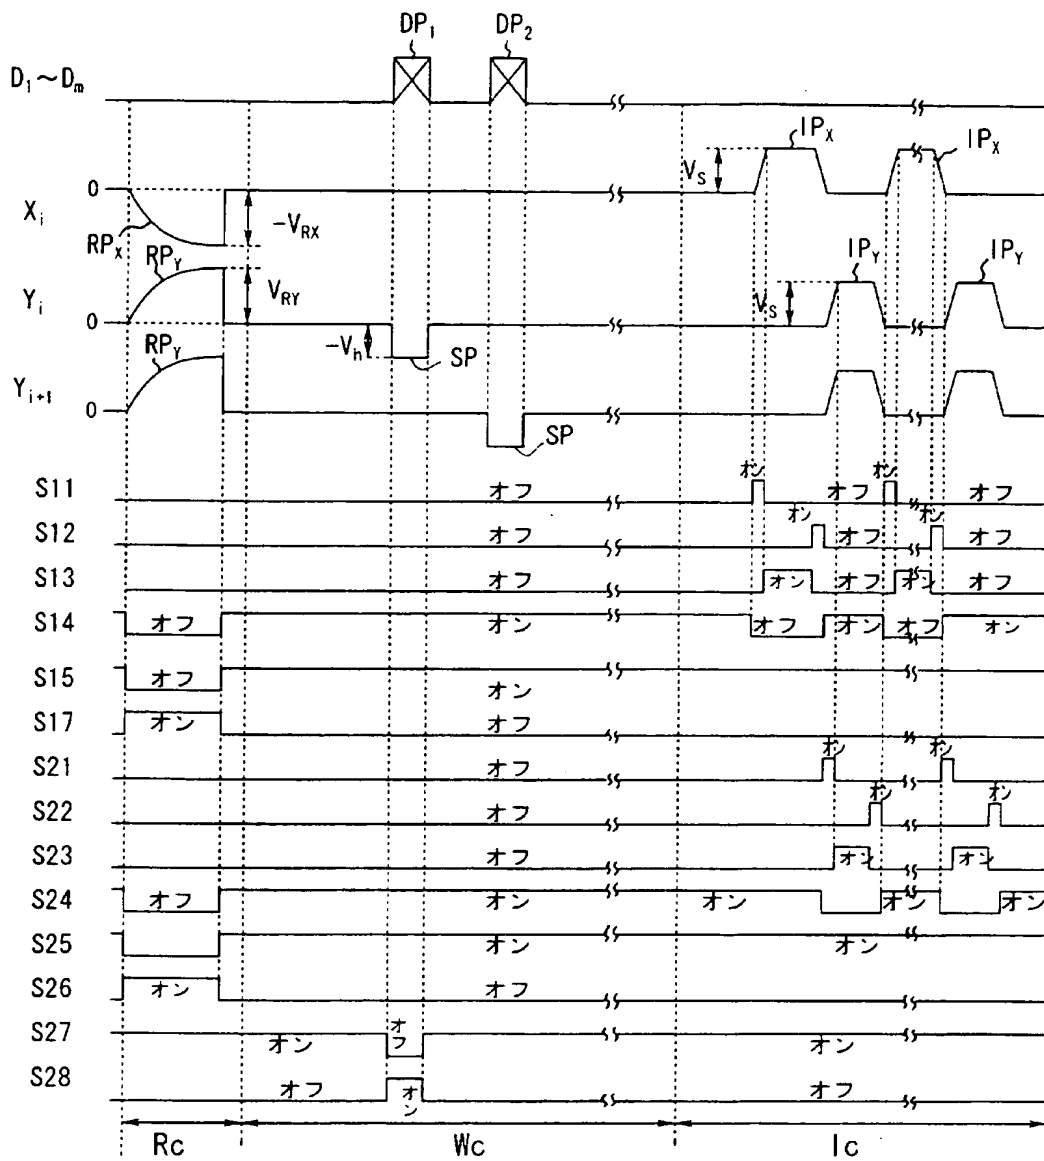 DP₁ DP₂
D₁～Dₘ
IPₓ IPₓ
Vₛ
0
Xᵢ
-V_RX
RPₓ
RP_Y IP_Y IP_Y
Yᵢ V_RY Vₛ
0
-Vₕ SP
RP_Y
Yᵢ₊₁ 0
SP
S11 オフ オン オフ オン オフ
S12 オフ オン オフ オン オフ
S13 オフ オン オフ オン オフ
S14 オフ オン オフ オン オフ オン
S15 オフ オン
S17 オン オフ
S21 オフ オン オン
S22 オフ オン オン
S23 オフ オン オン
S24 オフ オン オン オン オン
S25 オン オン
S26 オン オフ
S27 オン オフ オン
S28 オフ オン オフ
Rc Wc Ic